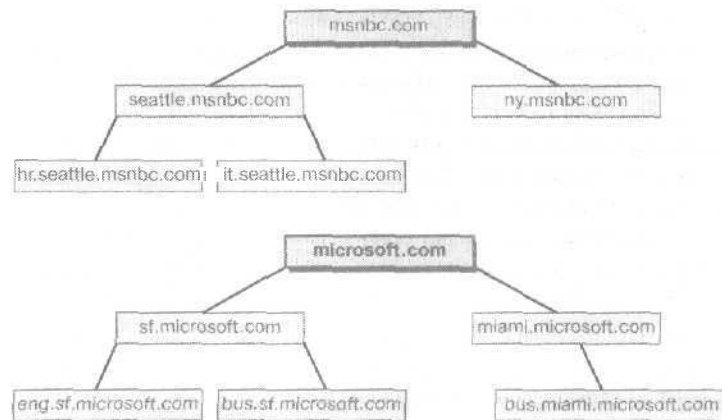 msnbc.com
seattle.msnbc.com
ny.msnbc.com
hr.seattle.msnbc.com
it.seattle.msnbc.com
microsoft.com
sf.microsoft.com
miami.microsoft.com
eng.sf.microsoft.com
bus.sf.microsoft.com
bus.miami.microsoft.com